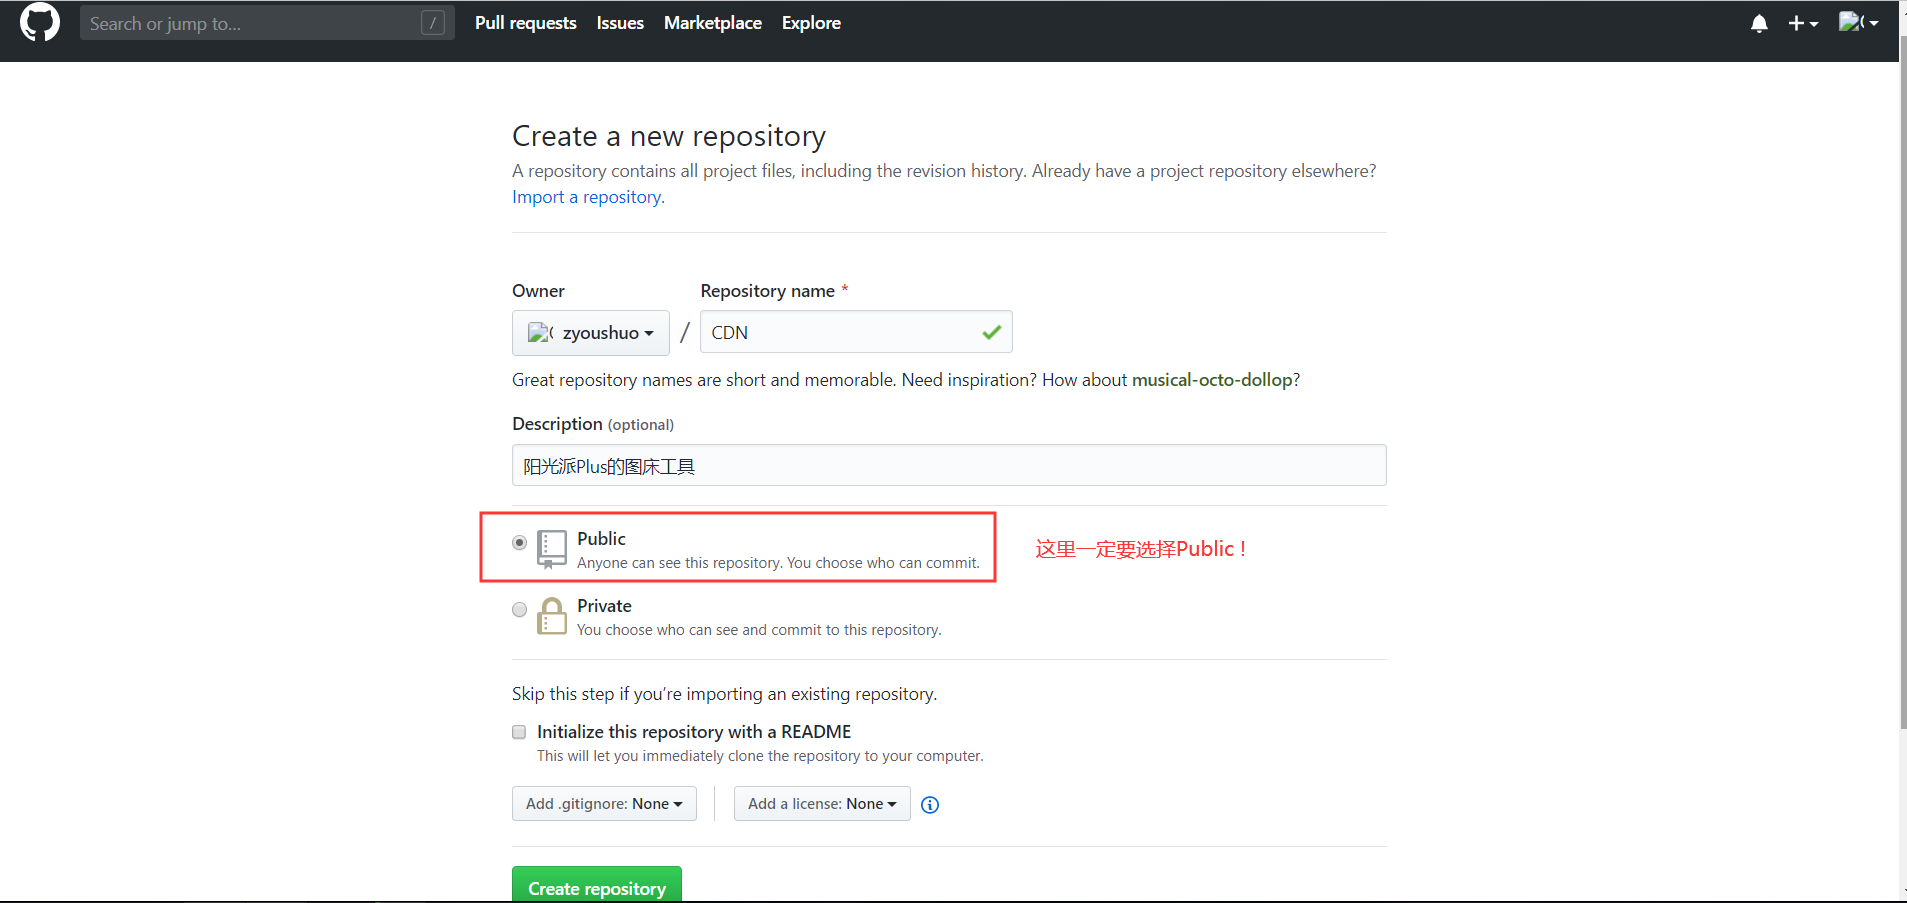 Search or jump to... /
Pull requests Issues Marketplace Explore
Create a new repository
A repository contains all project files, including the revision history. Already have a project repository elsewhere?
Import a repository.
Owner Repository name *
zyoushuo / CDN
Great repository names are short and memorable. Need inspiration? How about musical-octo-dollop?
Description (optional)
阳光派Plus的图床工具
Public
Anyone can see this repository. You choose who can commit.
这里一定要选择Public！
Private
You choose who can see and commit to this repository.
Skip this step if you’re importing an existing repository.
Initialize this repository with a README
This will let you immediately clone the repository to your computer.
Add .gitignore: None Add a license: None
Create repository